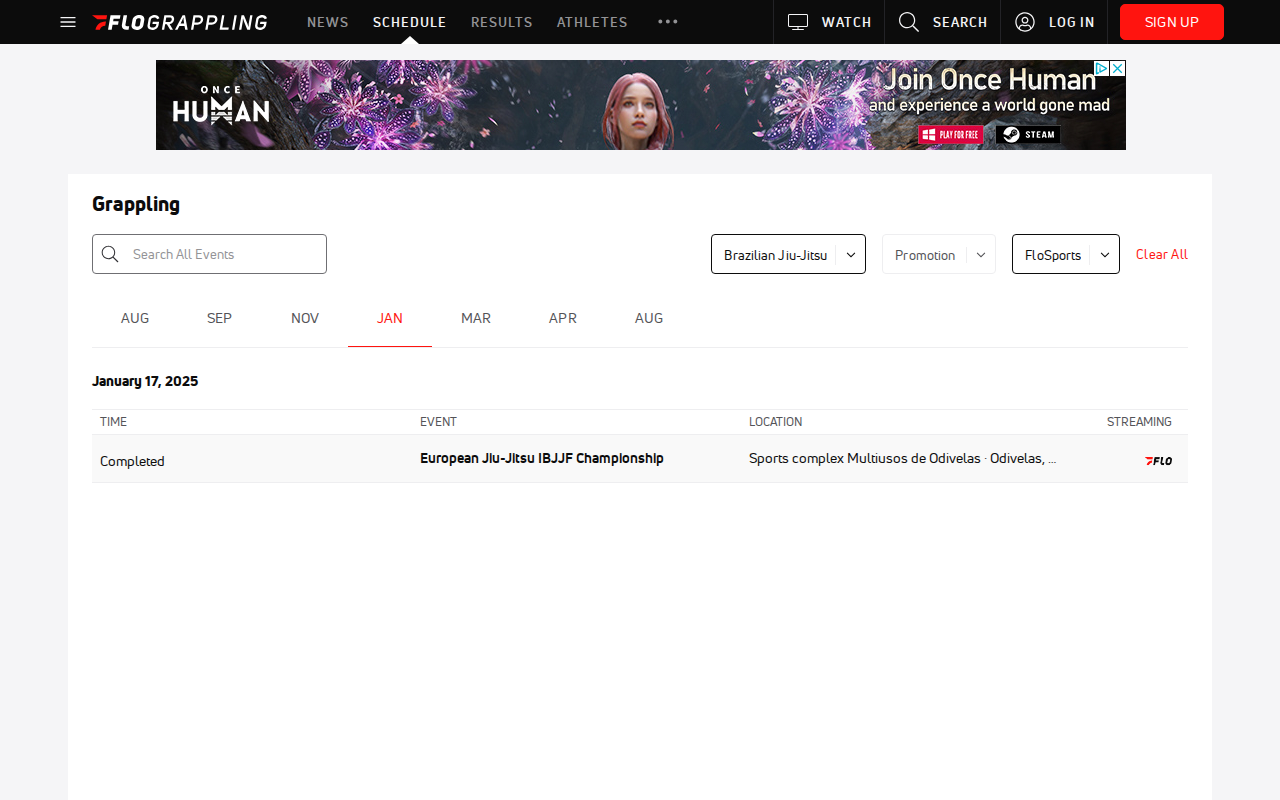 FLOGRAPPLING NEWS SCHEDULE RESULTS ATHLETES WATCH SEARCH LOG IN SIGN UP
ONCE
HUMAN
Join Once Human
and experience a world gone mad
PLAY FOR FREE STEAM
Grappling
Search All Events Brazilian Jiu-Jitsu Promotion FloSports Clear All
AUG SEP NOV JAN MAR APR AUG
January 17, 2025
TIME EVENT LOCATION STREAMING
Completed European Jiu-Jitsu IBJJF Championship Sports complex Multiusos de Odivelas · Odivelas, ... FLO